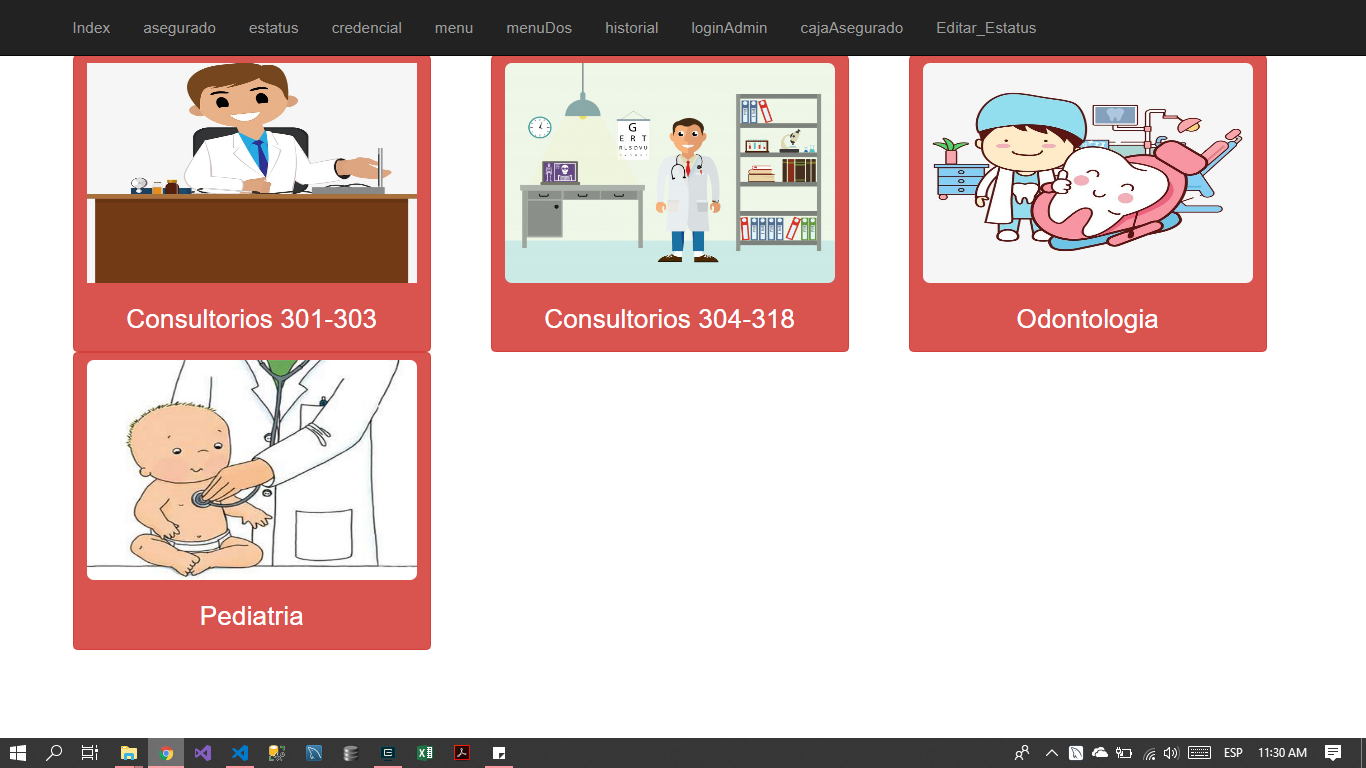 Index asegurado estatus credencial menu menuDos historial loginAdmin cajaAsegurado Editar_Estatus
G
E R T
Consultorios 301-303
Consultorios 304-318
Odontologia
Pediatria
ESP 11:30 AM